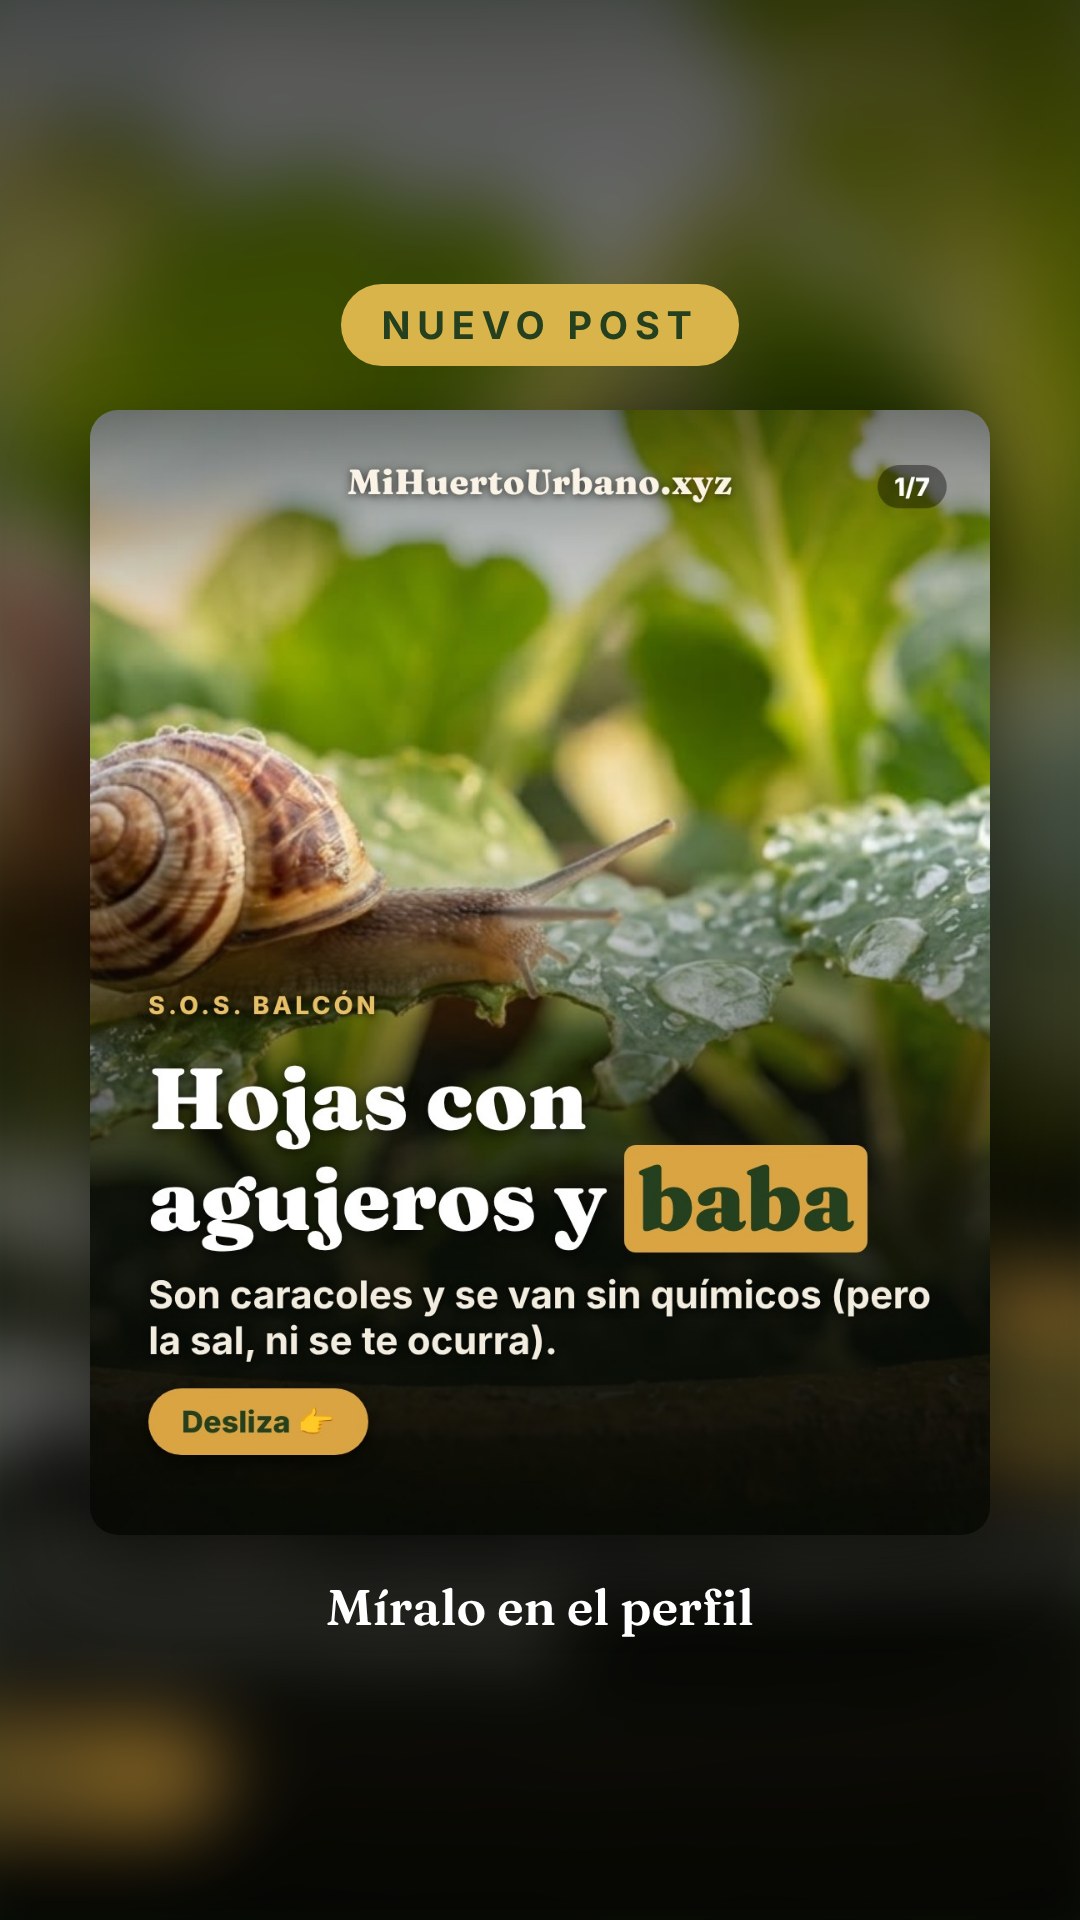 NUEVO POST
MiHuertoUrbano.xyz
1/7
S.O.S. BALCÓN
Hojas con
agujeros y baba
Son caracoles y se van sin químicos (pero
la sal, ni se te ocurra).
Desliza 👉
Míralo en el perfil